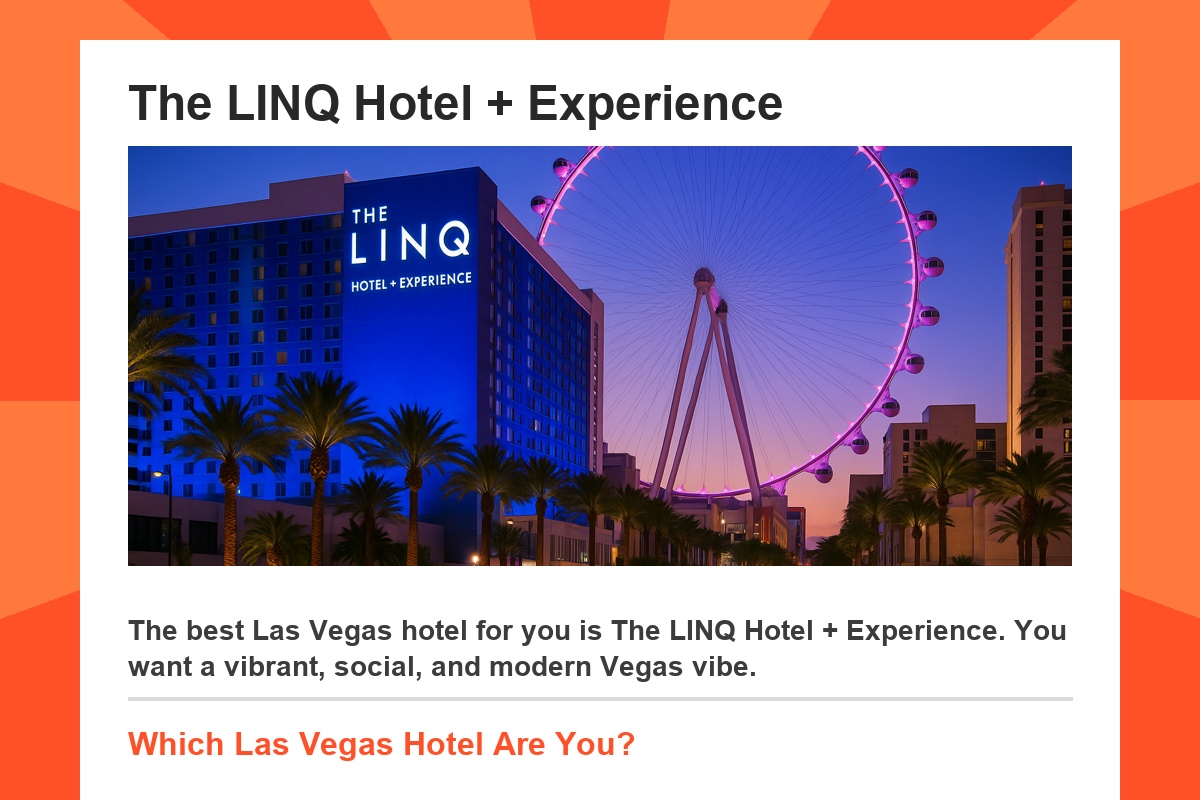 The LINQ Hotel + Experience
THE
LINQ
HOTEL + EXPERIENCE
The best Las Vegas hotel for you is The LINQ Hotel + Experience. You
want a vibrant, social, and modern Vegas vibe.
Which Las Vegas Hotel Are You?